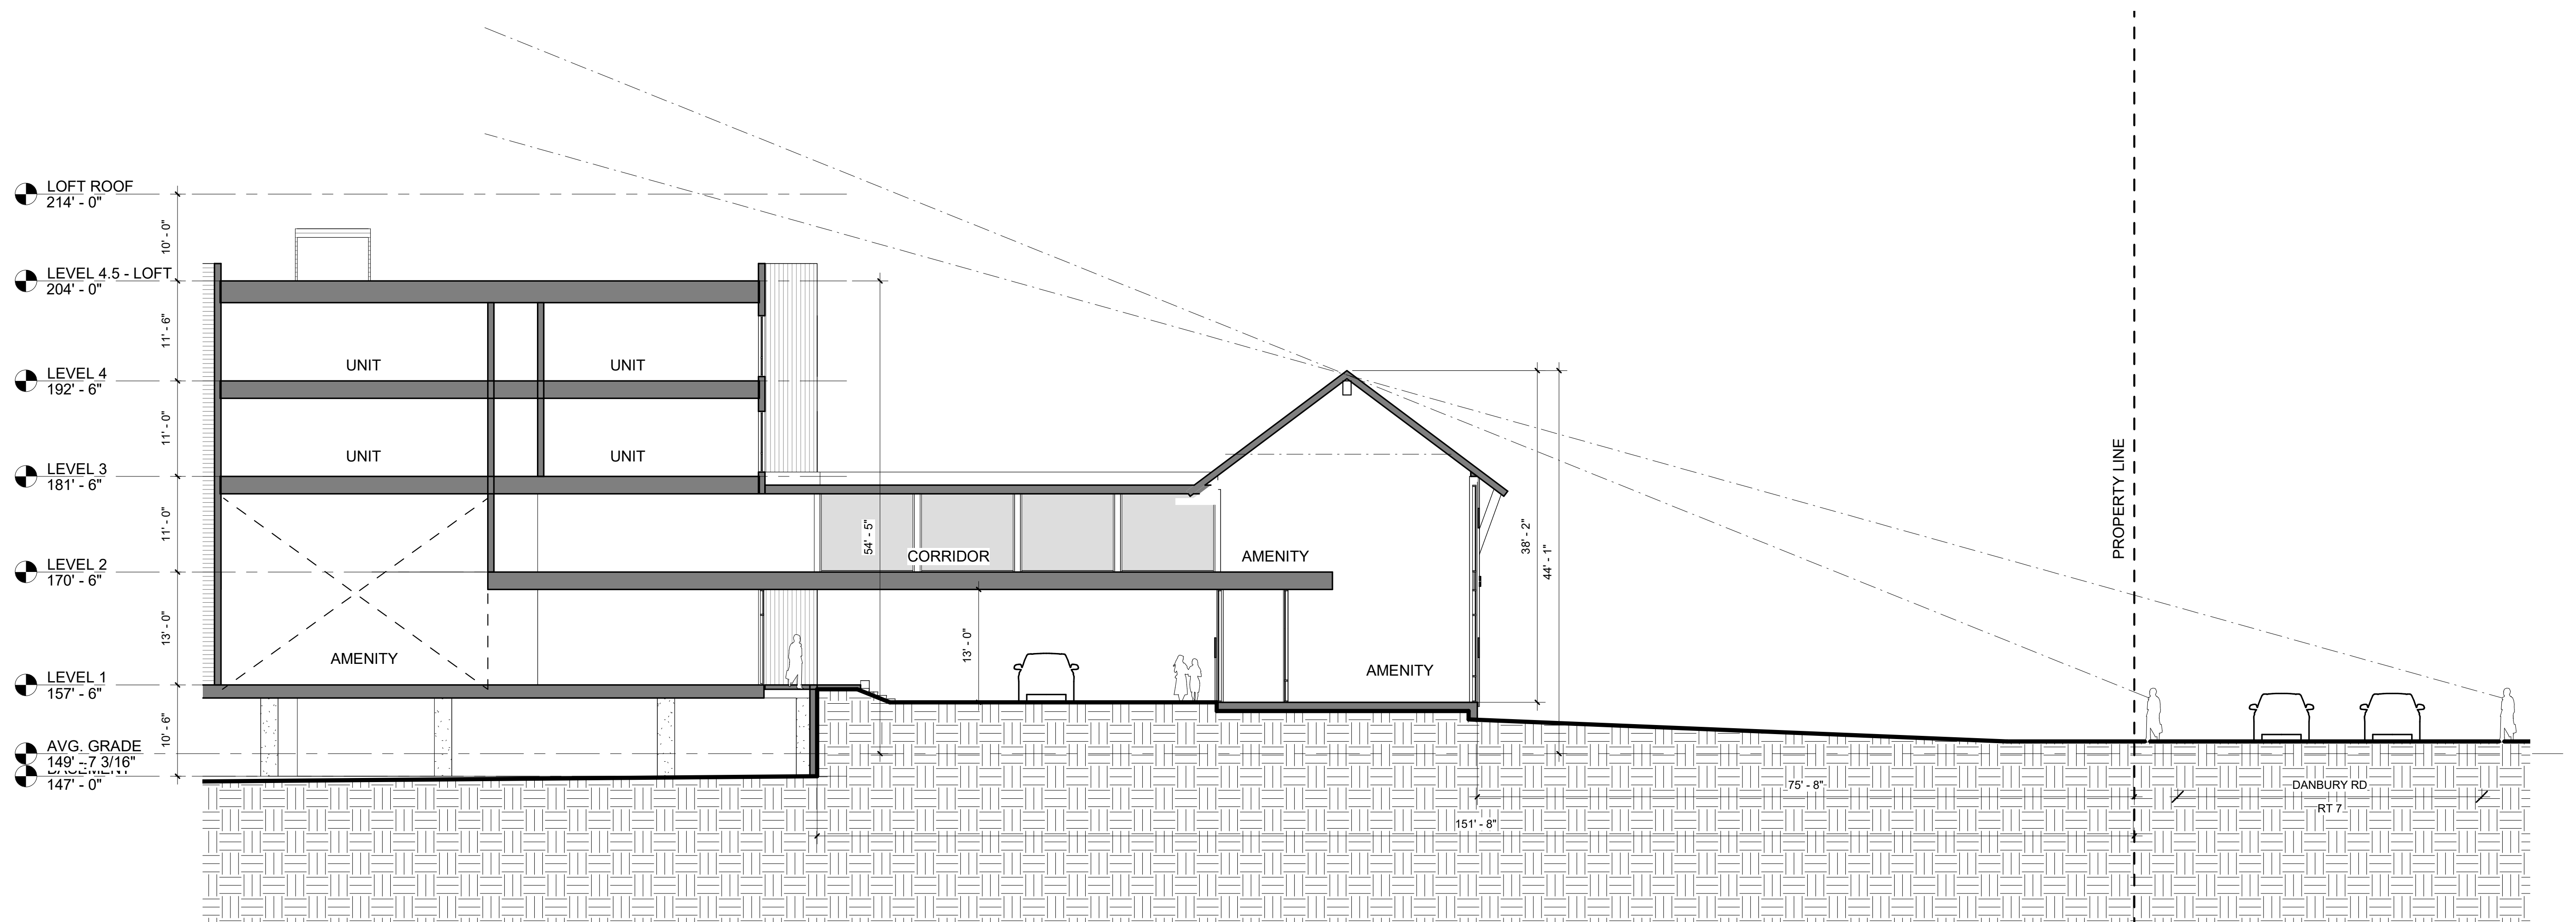 LOFT ROOF
214' - 0"
10' - 0"
LEVEL 4.5 - LOFT
204' - 0"
11' - 6"
UNIT
UNIT
LEVEL 4
192' - 6"
11' - 0"
UNIT
UNIT
LEVEL 3
181' - 6"
11' - 0"
LEVEL 2
170' - 6"
13' - 0"
AMENITY
LEVEL 1
157' - 6"
10' - 6"
AVG. GRADE
149' - 7 3/16"
BASEMENT
147' - 0"
54' - 5"
CORRIDOR
13' - 0"
AMENITY
AMENITY
38' - 2"
44' - 1"
PROPERTY LINE
75' - 8"
151' - 8"
DANBURY RD
RT 7